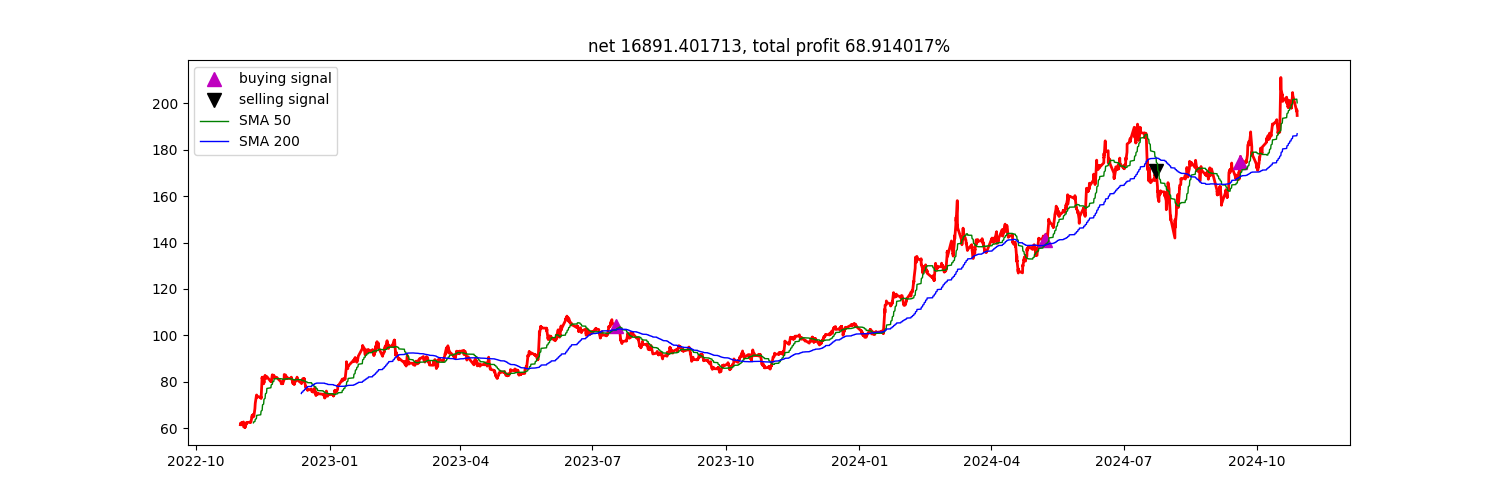 net 16891.401713, total profit 68.914017%
buying signal
selling signal
SMA 50
SMA 200
200
180
160
140
120
100
80
60
2022-10 2023-01 2023-04 2023-07 2023-10 2024-01 2024-04 2024-07 2024-10